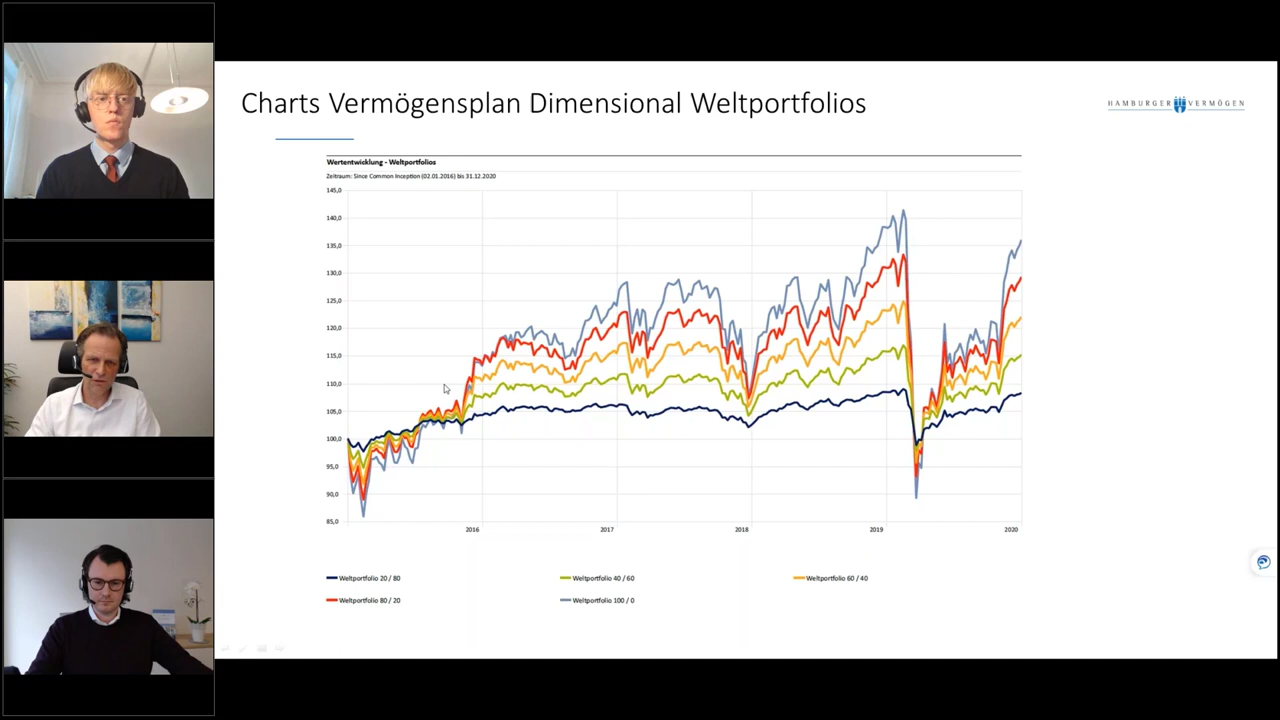 Charts Vermögensplan Dimensional Weltportfolios
HAMBURGER VERMÖGEN
Wertentwicklung - Weltportfolios
Zeitraum: Since Common Inception (02.01.2016) bis 31.12.2020
145,0
140,0
135,0
130,0
125,0
120,0
115,0
110,0
105,0
100,0
95,0
90,0
85,0
2016 2017 2018 2019 2020
Weltportfolio 20 / 80 Weltportfolio 40 / 60 Weltportfolio 60 / 40
Weltportfolio 80 / 20 Weltportfolio 100 / 0